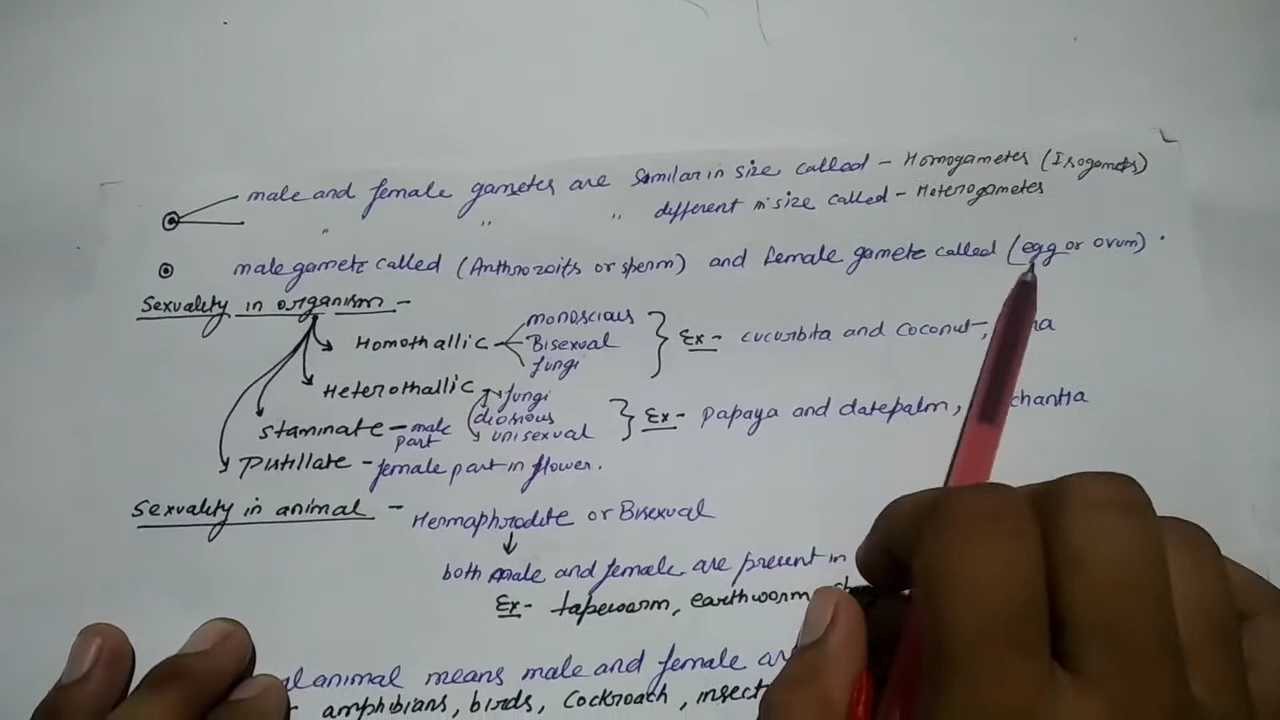 male and female gametes are Similar in size called - Homogametes (Isogamets)
" " " different in size called - Heterogametes
male gamete called (Anthrozoits or sperm) and female gamete called (egg or ovum).
Sexuality in organism -
Homothallic - monoscious
Bisexual
fungi
Ex - cucurbita and coconut,
Heterothallic fungi
diosious
unisexual
Ex - papaya and datepalm,
staminate - male part
Pistillate - female part in flower.
Sexuality in animal - Hermaphrodite or Bisexual
both male and female are present in
Ex - tapeworm, earthworm,
animal means male and female
amphibians, birds, cockroach, insect